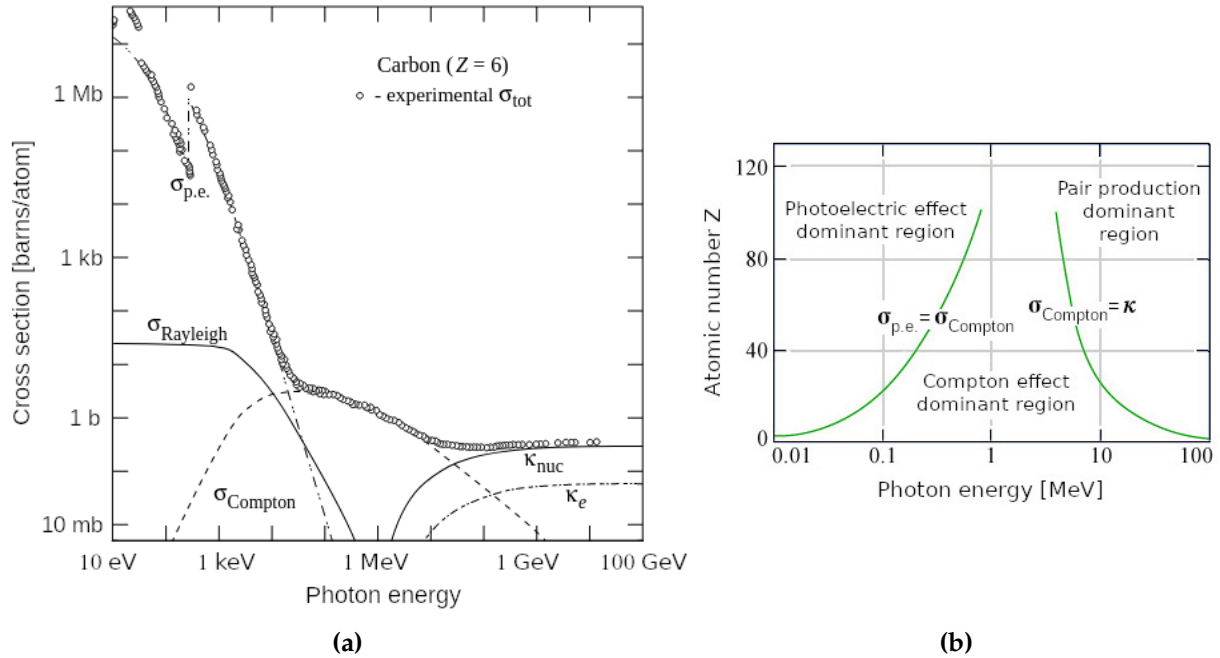 Carbon (Z = 6)
- experimental σtot
Cross section [barns/atom]
1 Mb
1 kb
1 b
10 mb
σp.e.
σRayleigh
σCompton
κnuc
κe
10 eV
1 keV
1 MeV
1 GeV
100 GeV
Photon energy
(a)
Atomic number Z
120
80
40
0
Photoelectric effect
dominant region
Pair production
dominant
region
σp.e. = σCompton
σCompton = κ
Compton effect
dominant region
0.01
0.1
1
10
100
Photon energy [MeV]
(b)